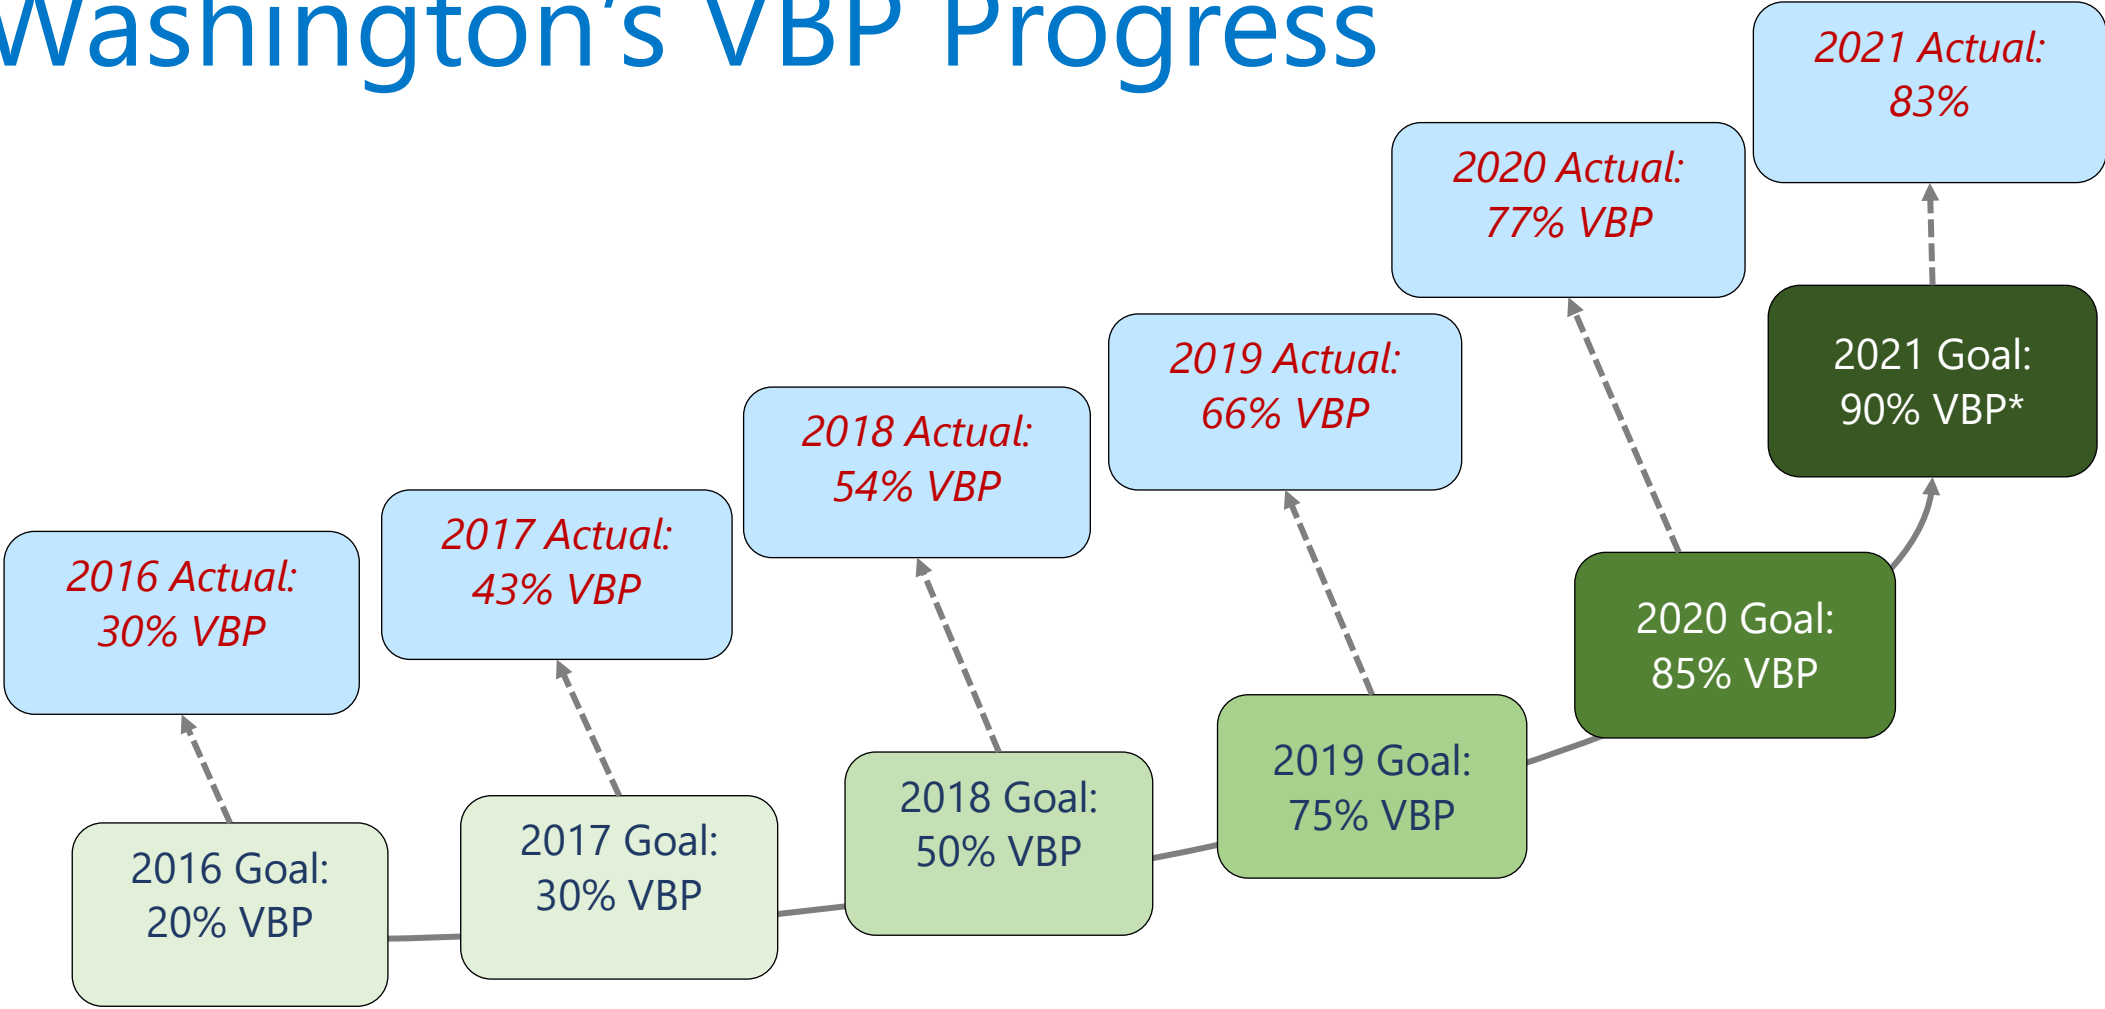 Washington's VBP Progress
2016 Actual:
30% VBP
2017 Actual:
43% VBP
2018 Actual:
54% VBP
2019 Actual:
66% VBP
2020 Actual:
77% VBP
2021 Actual:
83%
2016 Goal:
20% VBP
2017 Goal:
30% VBP
2018 Goal:
50% VBP
2019 Goal:
75% VBP
2020 Goal:
85% VBP
2021 Goal:
90% VBP*